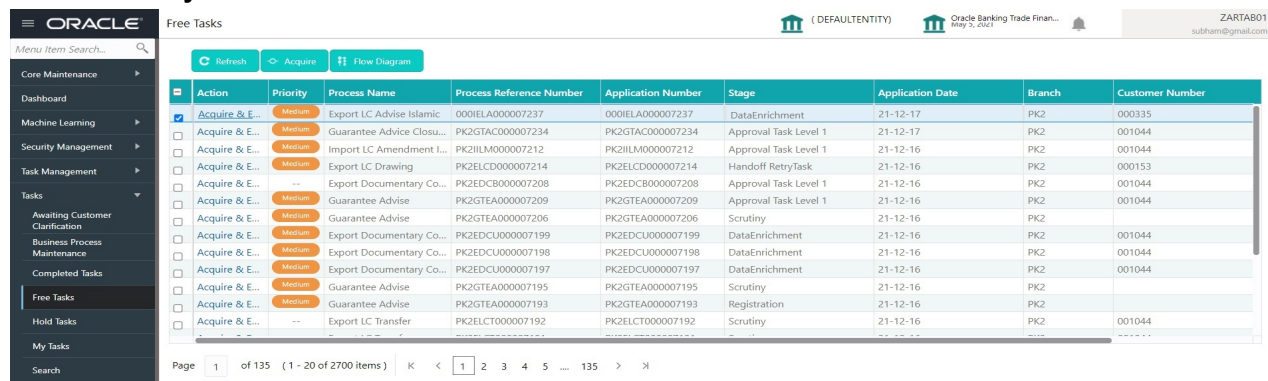 ORACLE Free Tasks ( DEFAULTENTITY) Oracle Banking Trade Finan... ZARTAB01
May 5, 2021 subham@gmail.com
Menu Item Search...
Core Maintenance
Dashboard
Machine Learning
Security Management
Task Management
Tasks
Awaiting Customer
Clarification
Business Process
Maintenance
Completed Tasks
Free Tasks
Hold Tasks
My Tasks
Search
Refresh Acquire Flow Diagram
Action Priority Process Name Process Reference Number Application Number Stage Application Date Branch Customer Number
Acquire & E... Medium Export LC Advise Islamic 000IELA000007237 000IELA000007237 DataEnrichment 21-12-17 PK2 000335
Acquire & E... Medium Guarantee Advice Closu... PK2GTAC000007234 PK2GTAC000007234 Approval Task Level 1 21-12-17 PK2 001044
Acquire & E... Medium Import LC Amendment I... PK2IILM000007212 PK2IILM000007212 Approval Task Level 1 21-12-16 PK2 001044
Acquire & E... Medium Export LC Drawing PK2ELCD000007214 PK2ELCD000007214 Handoff RetryTask 21-12-16 PK2 000153
Acquire & E... -- Export Documentary Co... PK2EDCB000007208 PK2EDCB000007208 Approval Task Level 1 21-12-16 PK2 001044
Acquire & E... Medium Guarantee Advise PK2GTEA000007209 PK2GTEA000007209 Approval Task Level 1 21-12-16 PK2 001044
Acquire & E... Medium Guarantee Advise PK2GTEA000007206 PK2GTEA000007206 Scrutiny 21-12-16 PK2
Acquire & E... Medium Export Documentary Co... PK2EDCU000007199 PK2EDCU000007199 DataEnrichment 21-12-16 PK2 001044
Acquire & E... Medium Export Documentary Co... PK2EDCU000007198 PK2EDCU000007198 DataEnrichment 21-12-16 PK2 001044
Acquire & E... Medium Export Documentary Co... PK2EDCU000007197 PK2EDCU000007197 DataEnrichment 21-12-16 PK2 001044
Acquire & E... Medium Guarantee Advise PK2GTEA000007195 PK2GTEA000007195 Scrutiny 21-12-16 PK2
Acquire & E... Medium Guarantee Advise PK2GTEA000007193 PK2GTEA000007193 Registration 21-12-16 PK2
Acquire & E... -- Export LC Transfer PK2ELCT000007192 PK2ELCT000007192 Scrutiny 21-12-16 PK2 001044
Page 1 of 135 ( 1 - 20 of 2700 items ) 1 2 3 4 5 .... 135